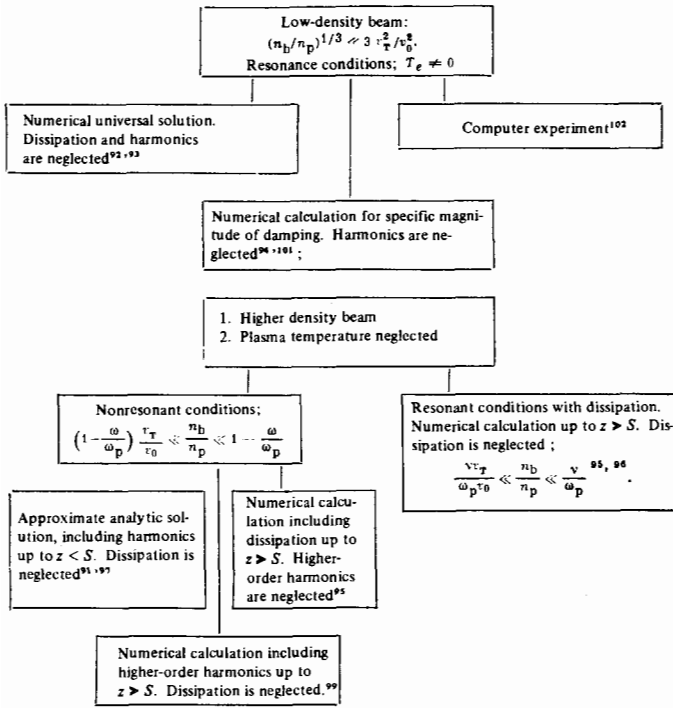 Low-density beam:
(n_b/n_p)^{1/3} ≪ 3 v_T^2/v_0^2.
Resonance conditions; T_e ≠ 0
Numerical universal solution.
Dissipation and harmonics
are neglected^{92,93}
Computer experiment^{102}
Numerical calculation for specific magni-
tude of damping. Harmonics are ne-
glected^{94,101};
1. Higher density beam
2. Plasma temperature neglected
Nonresonant conditions;
(1 - ω/ω_p) v_T/v_0 ≪ n_b/n_p ≪ 1 - ω/ω_p
Resonant conditions with dissipation.
Numerical calculation up to z > S. Dis-
sipation is neglected ;
νv_T/ω_pv_0 ≪ n_b/n_p ≪ ν/ω_p ^{95, 96}.
Approximate analytic sol-
ution, including harmonics
up to z < S. Dissipation is
neglected^{91,97}
Numerical calcu-
lation including
dissipation up to
z > S. Higher-
order harmonics
are neglected^{95}
Numerical calculation including
higher-order harmonics up to
z > S. Dissipation is neglected.^{99}